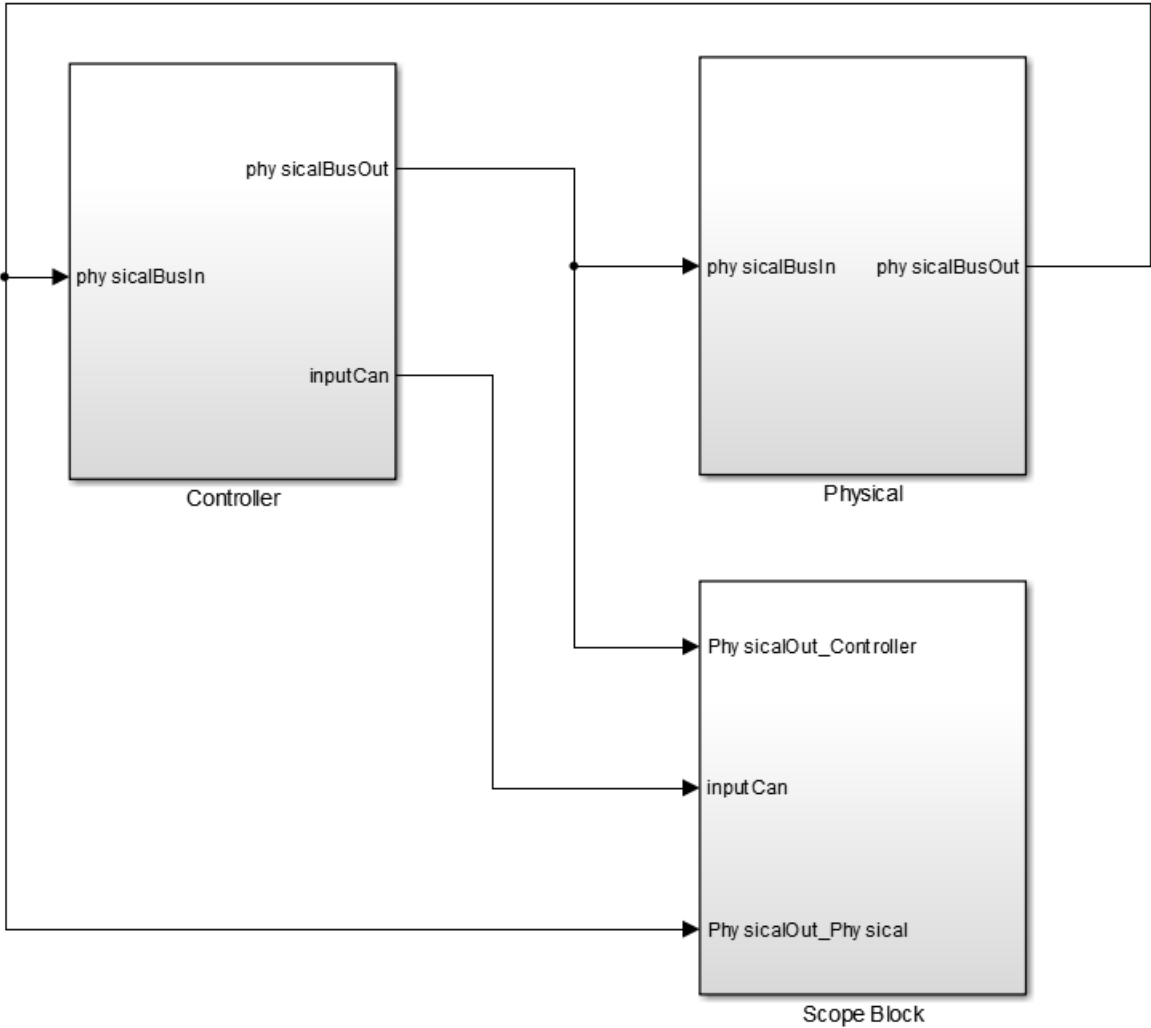 phy sicalBusOut
phy sicalBusIn
inputCan
Controller
phy sicalBusIn
phy sicalBusOut
Physical
Phy sicalOut_Controller
inputCan
Phy sicalOut_Phy sical
Scope Block